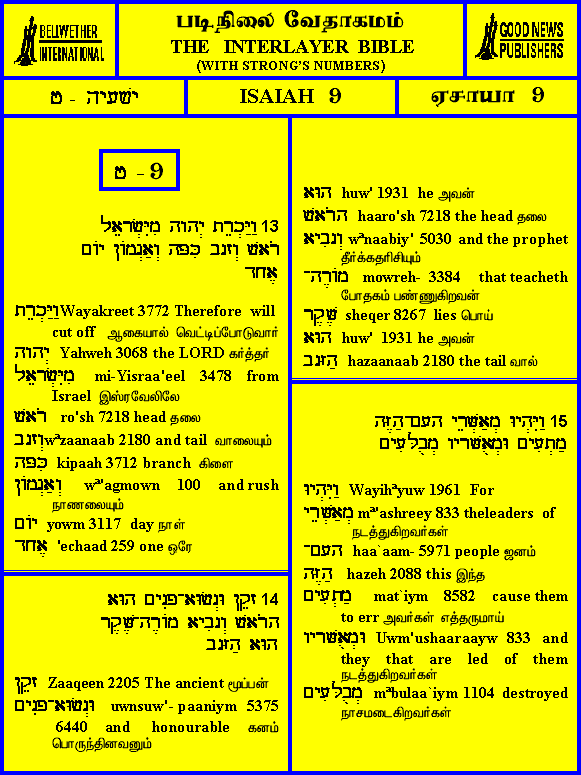 BELLWETHER
INTERNATIONAL
படிநிலை வேதாகமம்
THE INTERLAYER BIBLE
(WITH STRONG'S NUMBERS)
GOOD NEWS
PUBLISHERS
ישׁעיה - ט
ISAIAH 9
ஏசாயா 9
ט - 9
13 וַיַּכְרֵת יְהוָה מִיִּשְׂרָאֵל
רֹאשׁ וְזָנָב כִּפָּה וְאַגְמוֹן יוֹם
אֶחָד
וַיַּכְרֵת Wayakreet 3772 Therefore will
cut off ஆகையால் வெட்டிப்போடுவார்
יְהוָה Yahweh 3068 the LORD கர்த்தர்
מִיִּשְׂרָאֵל mi-Yisraa'eel 3478 from
Israel இஸ்ரவேலிலே
רֹאשׁ ro'sh 7218 head தலை
וְזָנָב wªzaanaab 2180 and tail வாலையும்
כִּפָּה kipaah 3712 branch கிளை
וְאַגְמוֹן wª'agmown 100 and rush
நாணலையும்
יוֹם yowm 3117 day நாள்
אֶחָד 'echaad 259 one ஒரே
14 זָקֵן וּנְשׂוּא־פָנִים הוּא
הָרֹאשׁ וְנָבִיא מוֹרֶה־שֶּׁקֶר
הוּא הַזָּנָב
זָקֵן Zaaqeen 2205 The ancient மூப்பன்
וּנְשׂוּא־פָנִים uwnsuw'- paaniym 5375
6440 and honourable கனம்
பொருந்தினவனும்
הוּא huw' 1931 he அவன்
הָרֹאשׁ haaro'sh 7218 the head தலை
וְנָבִיא wªnaabiy' 5030 and the prophet
தீர்க்கதரிசியும்
מוֹרֶה־ mowreh- 3384 that teacheth
போதகம் பண்ணுகிறவன்
שֶּׁקֶר sheqer 8267 lies பொய்
הוּא huw' 1931 he அவன்
הַזָּנָב hazaanaab 2180 the tail வால்
15 וַיִּהְיוּ מְאַשְּׁרֵי הָעָם־הַזֶּה
מַתְעִים וּמְאֻשָּׁרָיו מְבֻלָּעִים
וַיִּהְיוּ Wayihªyuw 1961 For
מְאַשְּׁרֵי mª'ashreey 833 theleaders of
நடத்துகிறவர்கள்
הָעָם־ haa`aam- 5971 people ஜனம்
הַזֶּה hazeh 2088 this இந்த
מַתְעִים mat`iym 8582 cause them
to err அவர்கள் எத்தருமாய்
וּמְאֻשָּׁרָיו Uwm'ushaaraayw 833 and
they that are led of them
நடத்துகிறவர்கள்
מְבֻלָּעִים mªbulaa`iym 1104 destroyed
நாசமடைகிறவர்கள்